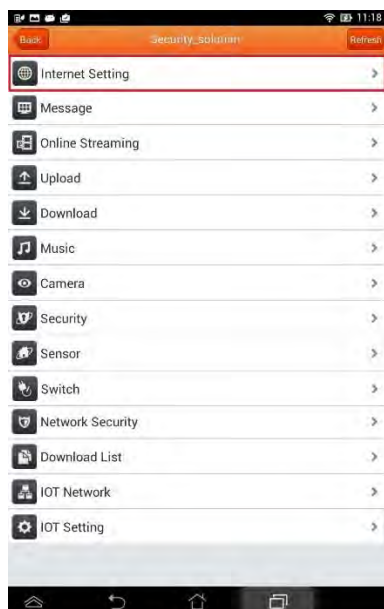 11:18
Back Security_solution Refresh
Internet Setting
Message
Online Streaming
Upload
Download
Music
Camera
Security
Sensor
Switch
Network Security
Download List
IOT Network
IOT Setting